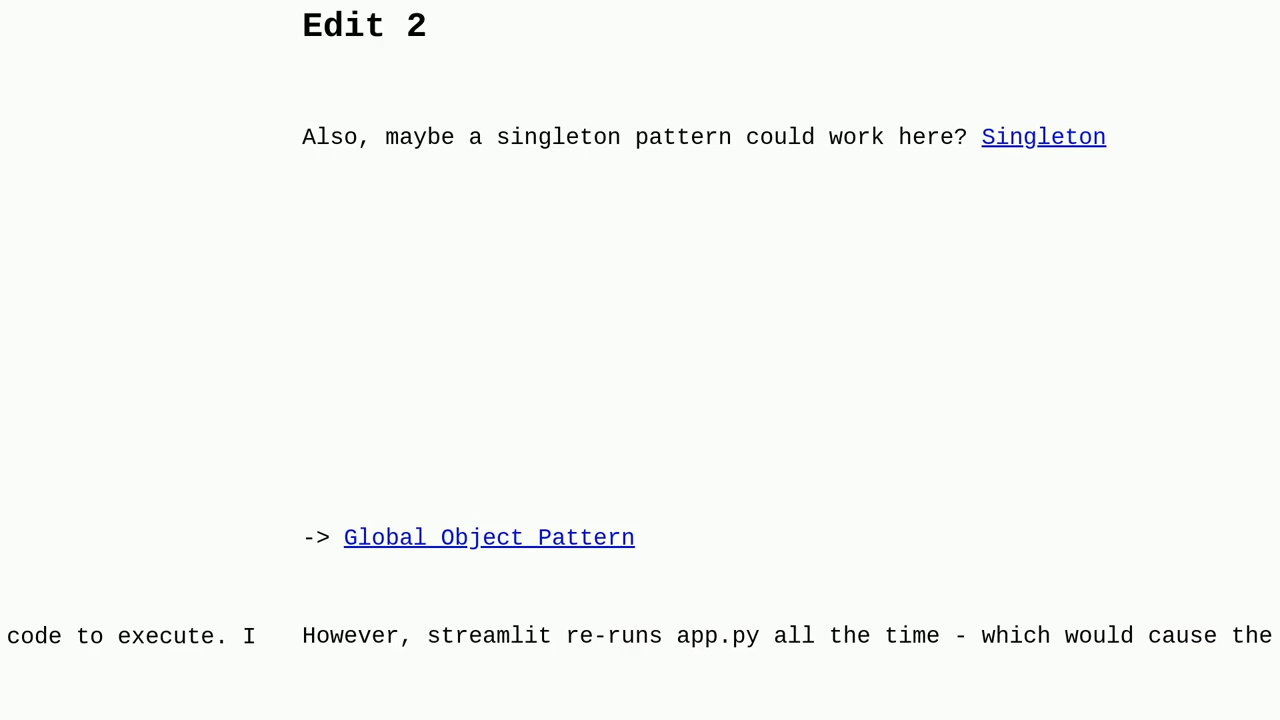 Edit 2
Also, maybe a singleton pattern could work here? Singleton
-> Global Object Pattern
code to execute. I
However, streamlit re-runs app.py all the time - which would cause the